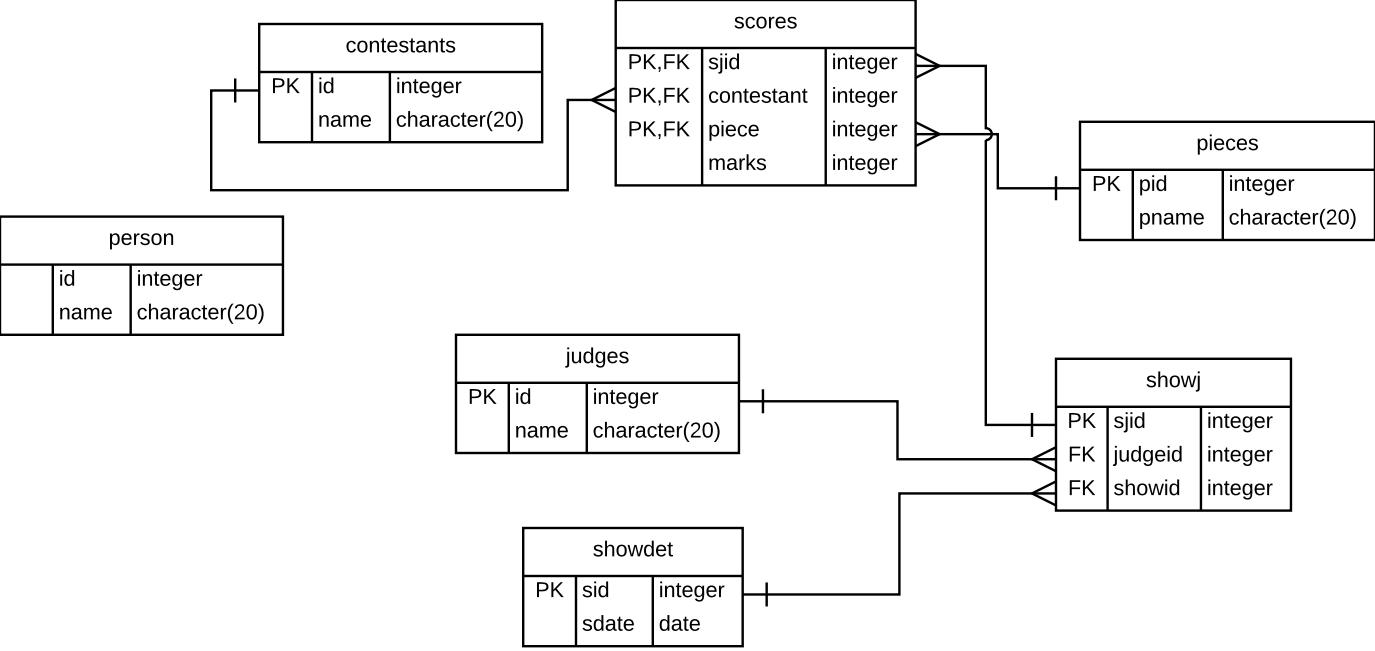 contestants
PK id integer
name character(20)
scores
PK,FK sjid integer
PK,FK contestant integer
PK,FK piece integer
marks integer
pieces
PK pid integer
pname character(20)
person
id integer
name character(20)
judges
PK id integer
name character(20)
showj
PK sjid integer
FK judgeid integer
FK showid integer
showdet
PK sid integer
sdate date